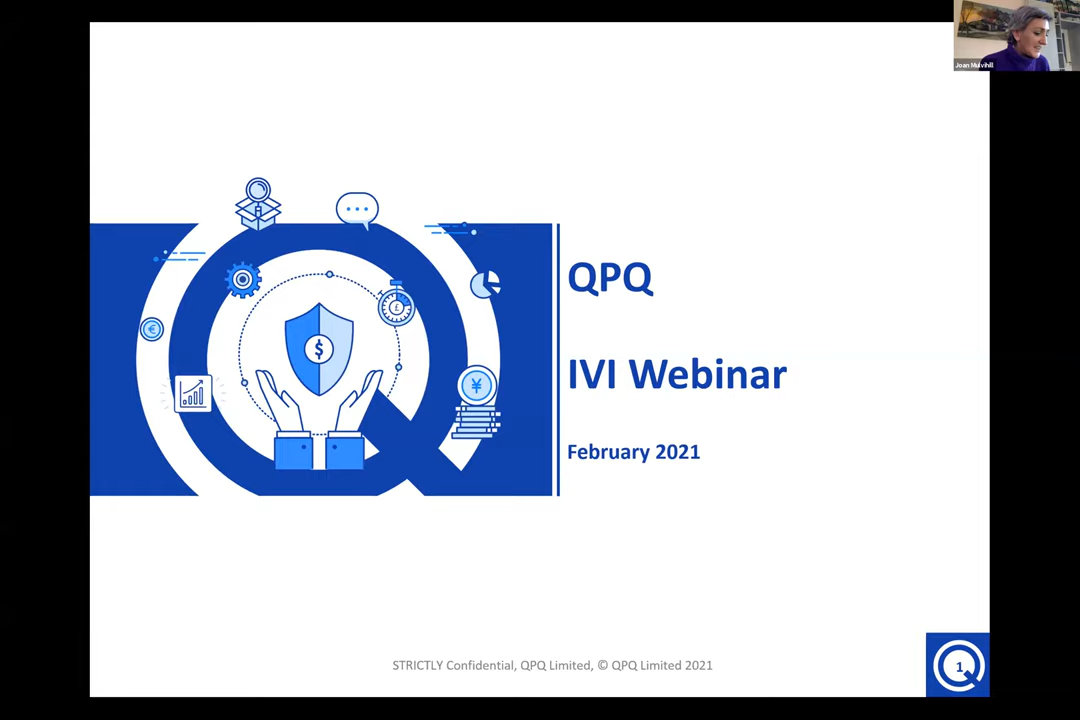 Joan Mulvihill
QPQ
IVI Webinar
February 2021
$
£
€
¥
STRICTLY Confidential, QPQ Limited, © QPQ Limited 2021
1